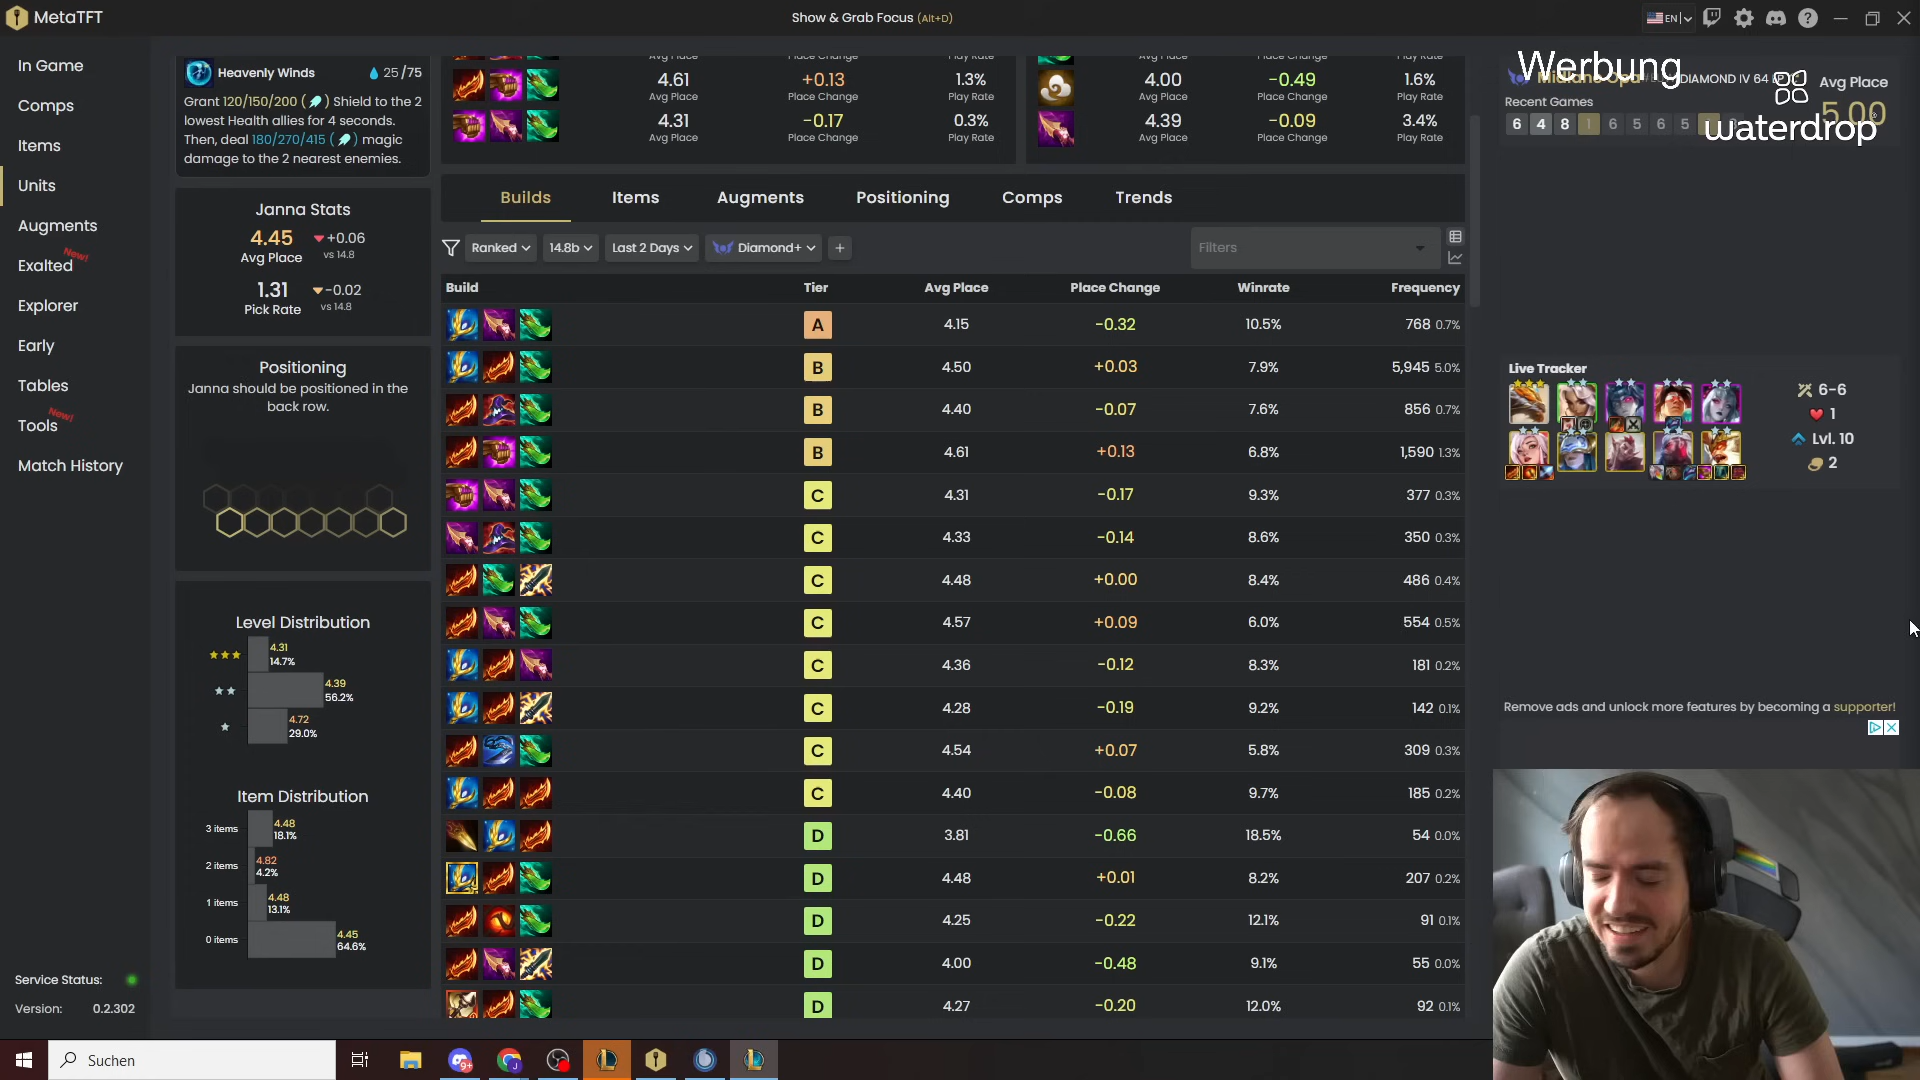 MetaTFT
Show & Grab Focus (Alt+D)
EN
In Game
Comps
Items
Units
Augments
Exalted New!
Explorer
Early
Tables
Tools New!
Match History
Service Status:
Version: 0.2.302
Heavenly Winds 25 /75
Grant 120/150/200 ( ) Shield to the 2
lowest Health allies for 4 seconds.
Then, deal 180/270/415 ( ) magic
damage to the 2 nearest enemies.
Janna Stats
4.45 +0.06
Avg Place vs 14.8
1.31 −0.02
Pick Rate vs 14.8
Positioning
Janna should be positioned in the
back row.
Level Distribution
4.31
14.7%
4.39
56.2%
4.72
29.0%
Item Distribution
3 items 4.48
18.1%
2 items 4.82
4.2%
1 items 4.48
13.1%
0 items 4.45
64.6%
Avg Place Place Change Play Rate
4.61 +0.13 1.3%
Avg Place Place Change Play Rate
4.31 −0.17 0.3%
Avg Place Place Change Play Rate
Avg Place Place Change Play Rate
4.00 −0.49 1.6%
Avg Place Place Change Play Rate
4.39 −0.09 3.4%
Avg Place Place Change Play Rate
Builds Items Augments Positioning Comps Trends
Ranked 14.8b Last 2 Days Diamond+ +
Filters
Build Tier Avg Place Place Change Winrate Frequency
A 4.15 −0.32 10.5% 768 0.7%
B 4.50 +0.03 7.9% 5,945 5.0%
B 4.40 −0.07 7.6% 856 0.7%
B 4.61 +0.13 6.8% 1,590 1.3%
C 4.31 −0.17 9.3% 377 0.3%
C 4.33 −0.14 8.6% 350 0.3%
C 4.48 +0.00 8.4% 486 0.4%
C 4.57 +0.09 6.0% 554 0.5%
C 4.36 −0.12 8.3% 181 0.2%
C 4.28 −0.19 9.2% 142 0.1%
C 4.54 +0.07 5.8% 309 0.3%
C 4.40 −0.08 9.7% 185 0.2%
D 3.81 −0.66 18.5% 54 0.0%
D 4.48 +0.01 8.2% 207 0.2%
D 4.25 −0.22 12.1% 91 0.1%
D 4.00 −0.48 9.1% 55 0.0%
D 4.27 −0.20 12.0% 92 0.1%
Werbung
waterdrop
DIAMOND IV 64
Avg Place
5.00
Recent Games
6 4 8 1 6 5 6 5
Live Tracker
6-6
1
Lvl. 10
2
Remove ads and unlock more features by becoming a supporter!
Suchen
9+